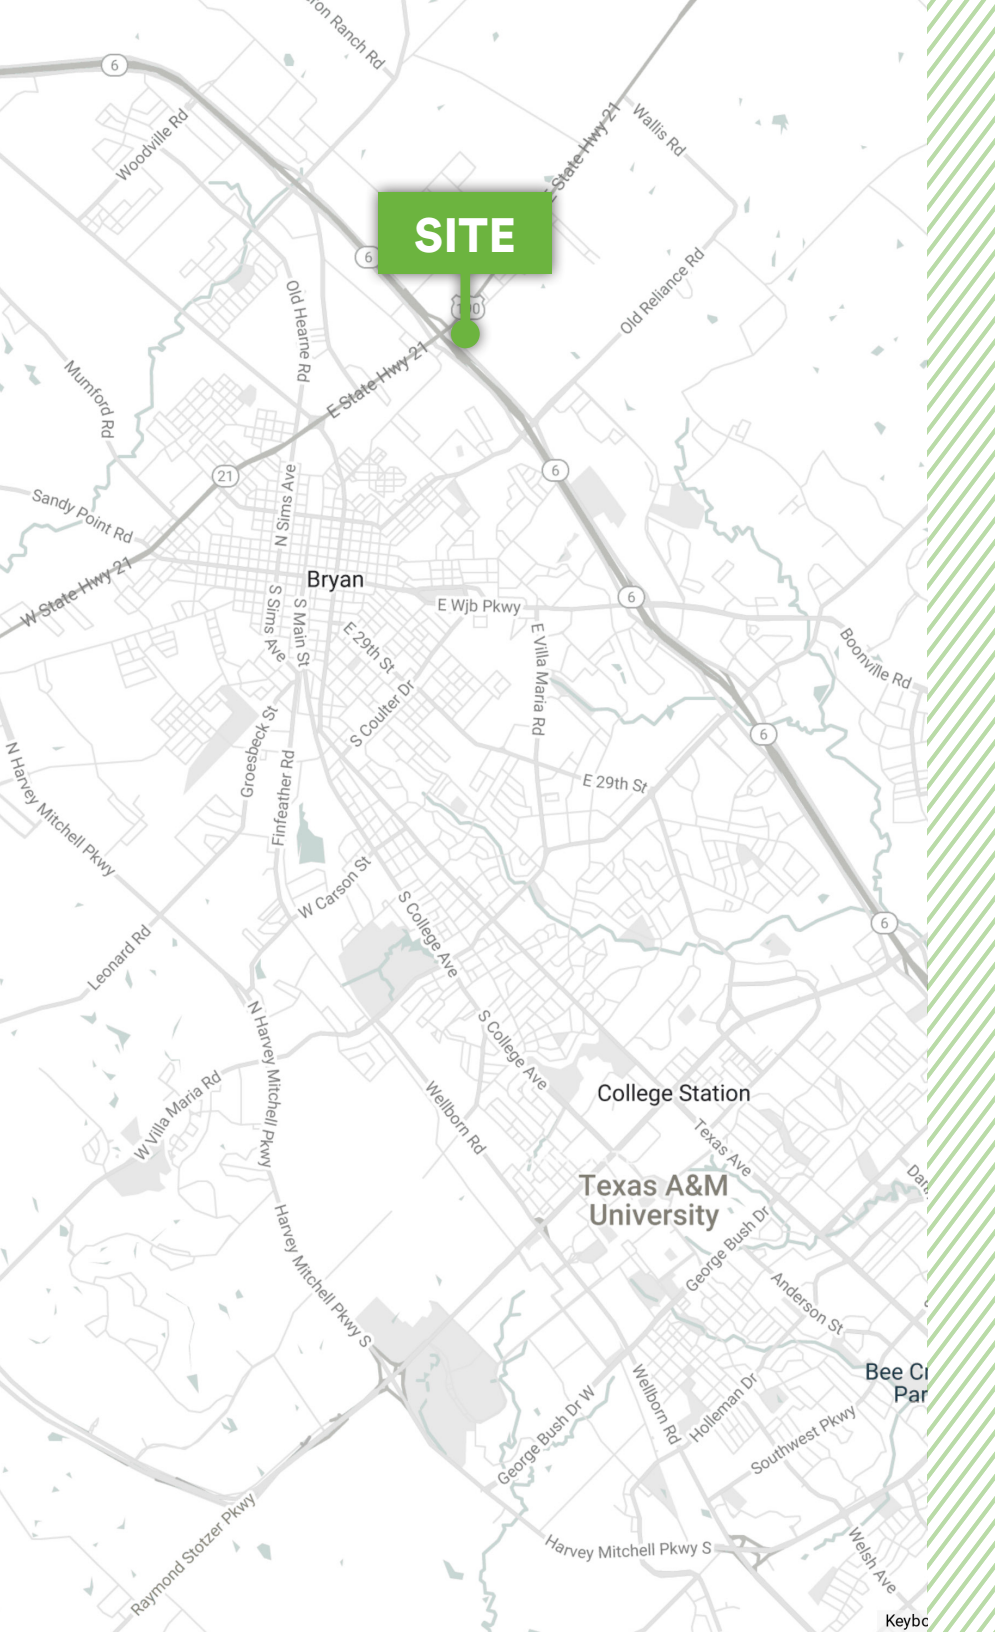 ron Ranch Rd
6
Woodville Rd
Wallis Rd
E State Hwy 21
SITE
6
Old Reliance Rd
190
Old Hearne Rd
E State Hwy 21
Mumford Rd
6
21
N Sims Ave
Sandy Point Rd
W State Hwy 21
Bryan
6
E Wjb Pkwy
S Sims Ave
S Main St
E 29th St
E Villa Maria Rd
Boonville Rd
S Coulter Dr
Groesbeck St
6
N Harvey Mitchell Pkwy
Finfeather Rd
E 29th St
W Carson St
S College Ave
6
Leonard Rd
N Harvey Mitchell Pkwy
S College Ave
W Villa Maria Rd
Wellborn Rd
College Station
Texas Ave
Texas A&M
University
Harvey Mitchell Pkwy S
George Bush Dr
Anderson St
Bee Cr
Par
Wellborn Rd
Holleman Dr
George Bush Dr W
Southwest Pkwy
Raymond Stotzer Pkwy
Harvey Mitchell Pkwy S
Welsh Ave
Keybo